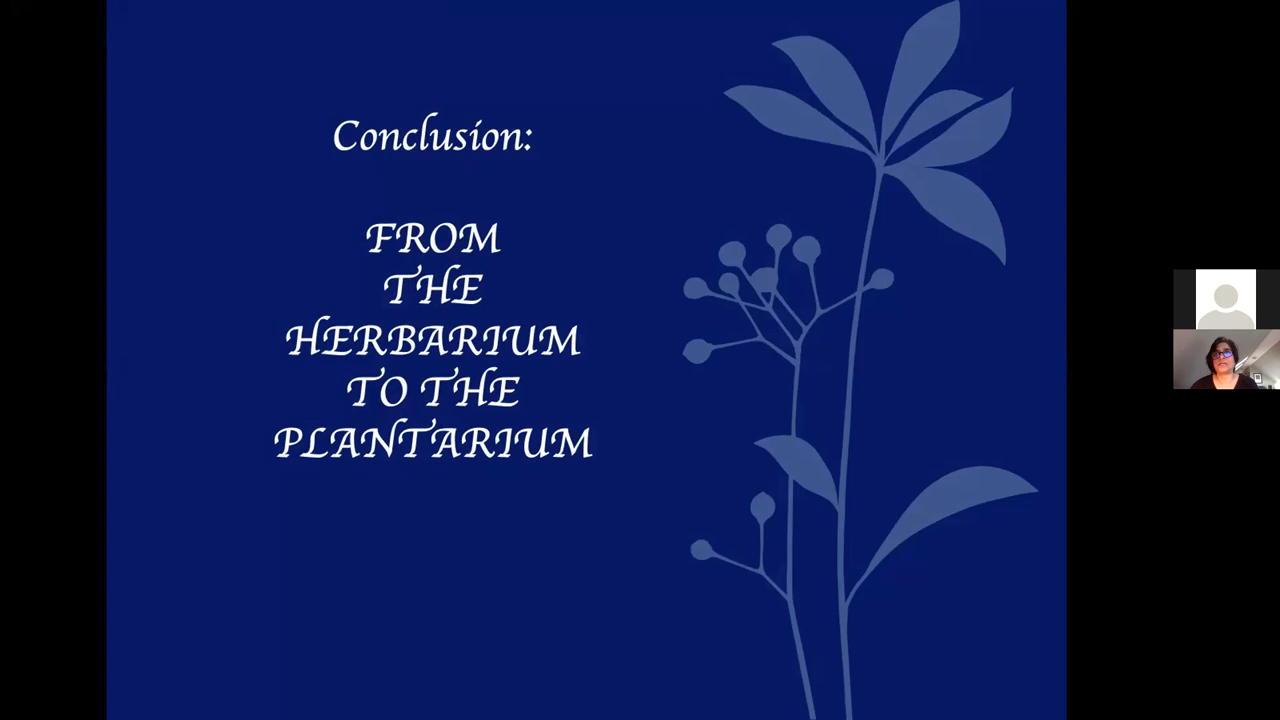 Conclusion:
FROM
THE
HERBARIUM
TO THE
PLANTARIUM